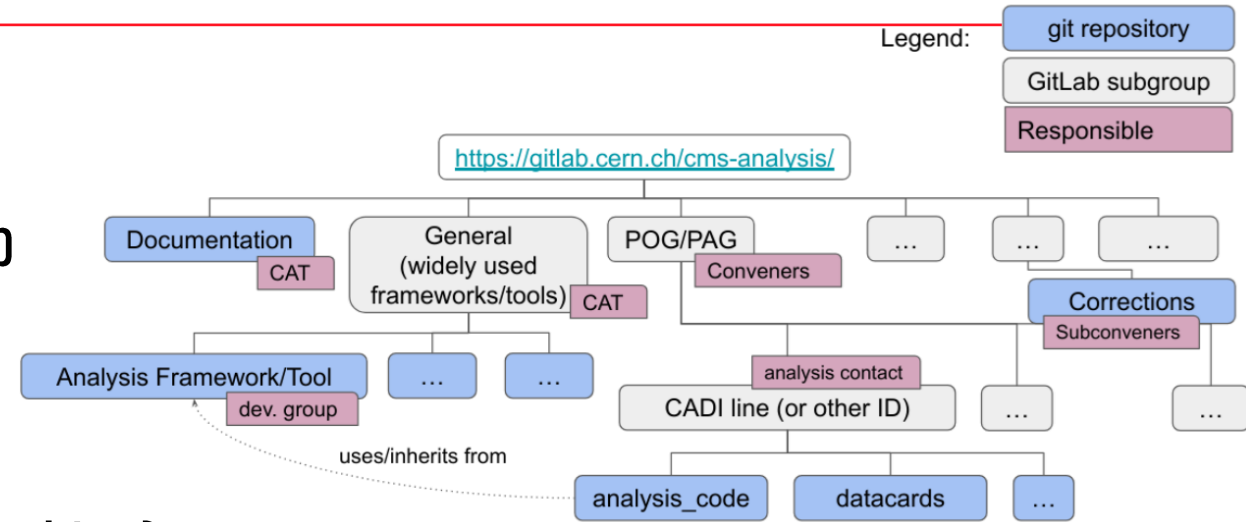 Legend:
git repository
GitLab subgroup
Responsible
https://gitlab.cern.ch/cms-analysis/
Documentation
CAT
General
(widely used
frameworks/tools)
CAT
POG/PAG
Conveners
...
...
...
Corrections
Subconveners
Analysis Framework/Tool
dev. group
...
...
analysis contact
CADI line (or other ID)
...
...
uses/inherits from
analysis_code
datacards
...